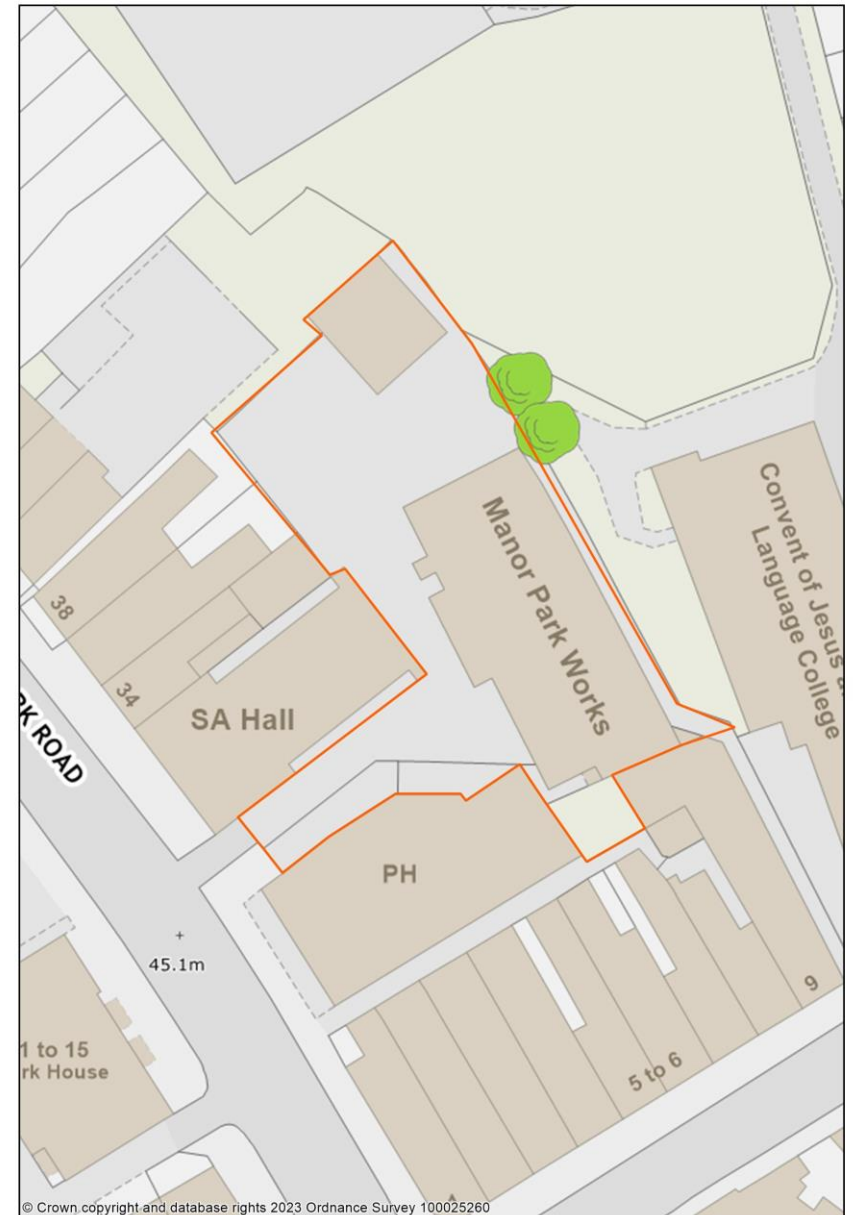 Manor Park Works
Convent of Jesus
Language College
38
34
SA Hall
RK ROAD
PH
45.1m
9
1 to 15
rk House
5 to 6
© Crown copyright and database rights 2023 Ordnance Survey 100025260